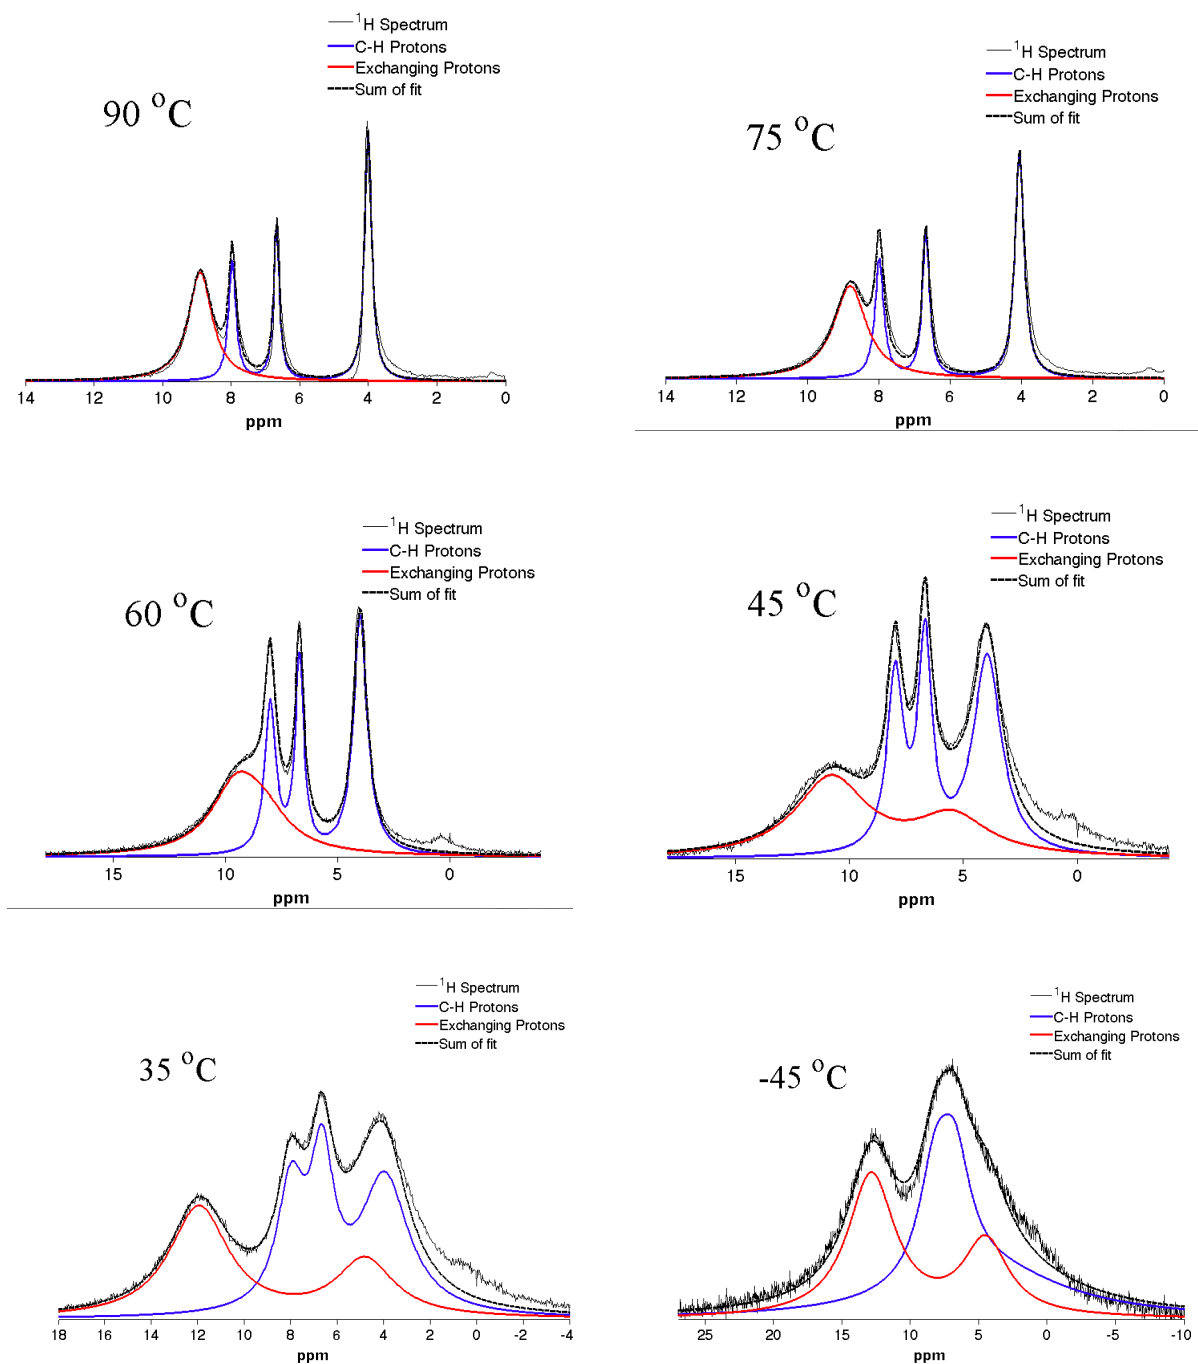 ¹H Spectrum
C-H Protons
Exchanging Protons
Sum of fit
90 °C
14 12 10 8 6 4 2 0
ppm
¹H Spectrum
C-H Protons
Exchanging Protons
Sum of fit
75 °C
14 12 10 8 6 4 2 0
ppm
¹H Spectrum
C-H Protons
Exchanging Protons
Sum of fit
60 °C
15 10 5 0
ppm
¹H Spectrum
C-H Protons
Exchanging Protons
Sum of fit
45 °C
15 10 5 0
ppm
¹H Spectrum
C-H Protons
Exchanging Protons
Sum of fit
35 °C
18 16 14 12 10 8 6 4 2 0 -2 -4
ppm
¹H Spectrum
C-H Protons
Exchanging Protons
Sum of fit
-45 °C
25 20 15 10 5 0 -5 -10
ppm